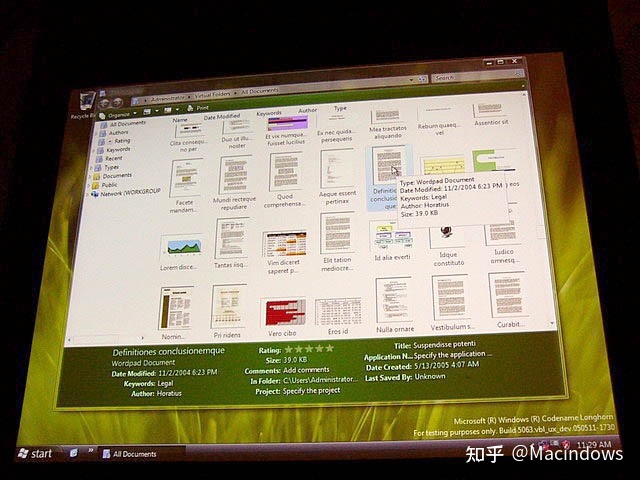 Recycle Bin
Administrator
Virtual Folders
All Documents
Search
Organize
Print
All Documents
Authors
Rating
Keywords
Recent
Types
Documents
Public
Network (WORKGROUP
Name
Date Modified
Keywords
Author
Type
Clita consequ...
no per
Duo ut illu...
noster
Et vix numqua...
fuisset lucilius
Ex nec quida...
persequeris
Mea tractatos
aliquando
Rebum quaeq...
vel
Assentior sit
Facete
mandam...
Mundi recteque
repudiare
Quod
comprehensa...
Aeque essent
pertinax
Definitio
conclusio
que
Type: Wordpad Document
Date Modified: 11/2/2004 6:23 PM
Keywords: Legal
Author: Horatius
Size: 39.0 KB
eos
Lorem doce...
Tantas iisq...
Vim diceret
saperet p...
Elit tation
mediocre...
Id alia everti
Idque
constituto
Iudico
omnesq...
Nomin...
Pri ridens
Vero cibo
Eros id
Nulla ornare
Vestibulum s...
Curabit...
Definitiones conclusionemque
Wordpad Document
Date Modified: 11/2/2004 6:23 PM
Keywords: Legal
Author: Horatius
Rating:
Size: 39.0 KB
Comments: Add comments
In Folder: C:\Users\Administrator...
Project: Specify the project
Title: Suspendisse potenti
Application N... Specify the application ...
Date Created: 5/13/2005 4:07 AM
Last Saved By: Unknown
Microsoft (R) Windows (R) Codename Longhorn
For testing purposes only. Build 5063.vbl_ux_dev.050511-1730
start
All Documents
11:29 AM
知乎 @Macindows